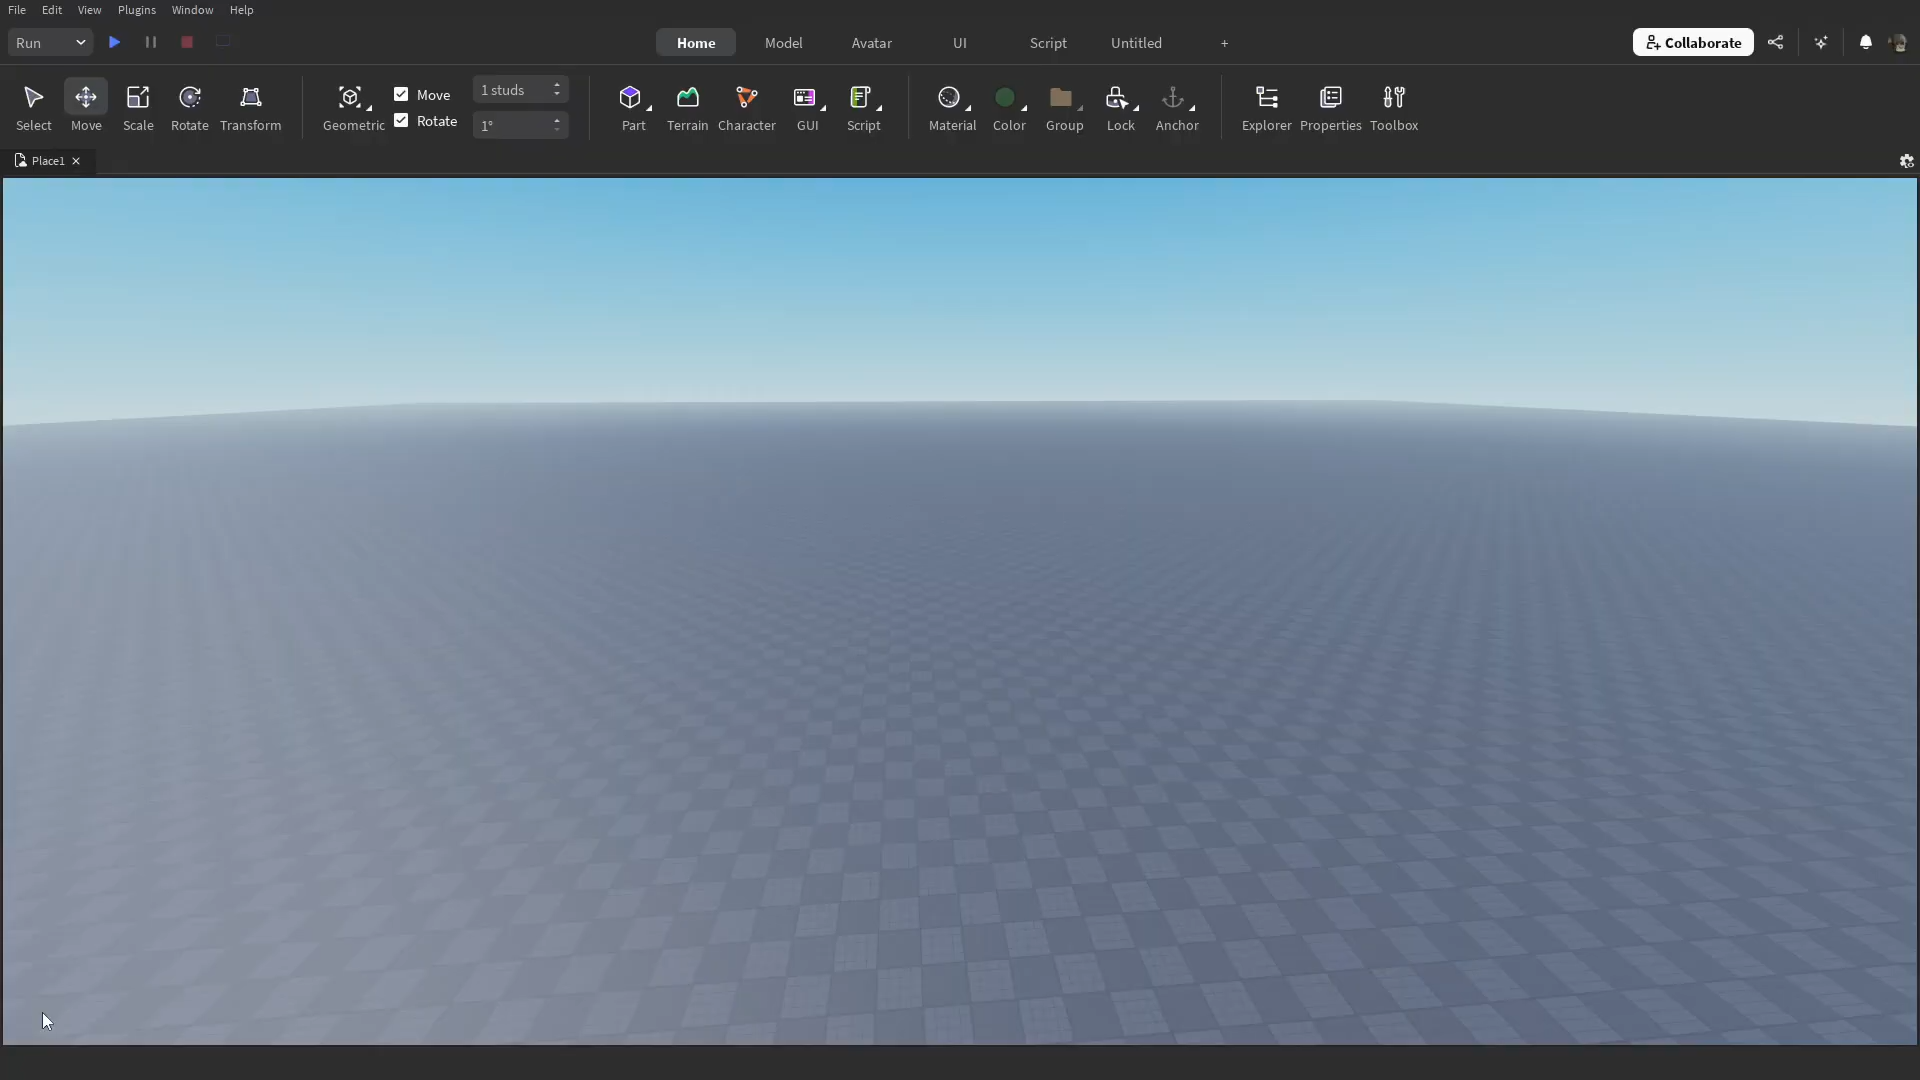 File Edit View Plugins Window Help
Run Home Model Avatar UI Script Untitled + Collaborate
Move 1 studs
Rotate 1°
Select Move Scale Rotate Transform Geometric Part Terrain Character GUI Script Material Color Group Lock Anchor Explorer Properties Toolbox
Place1